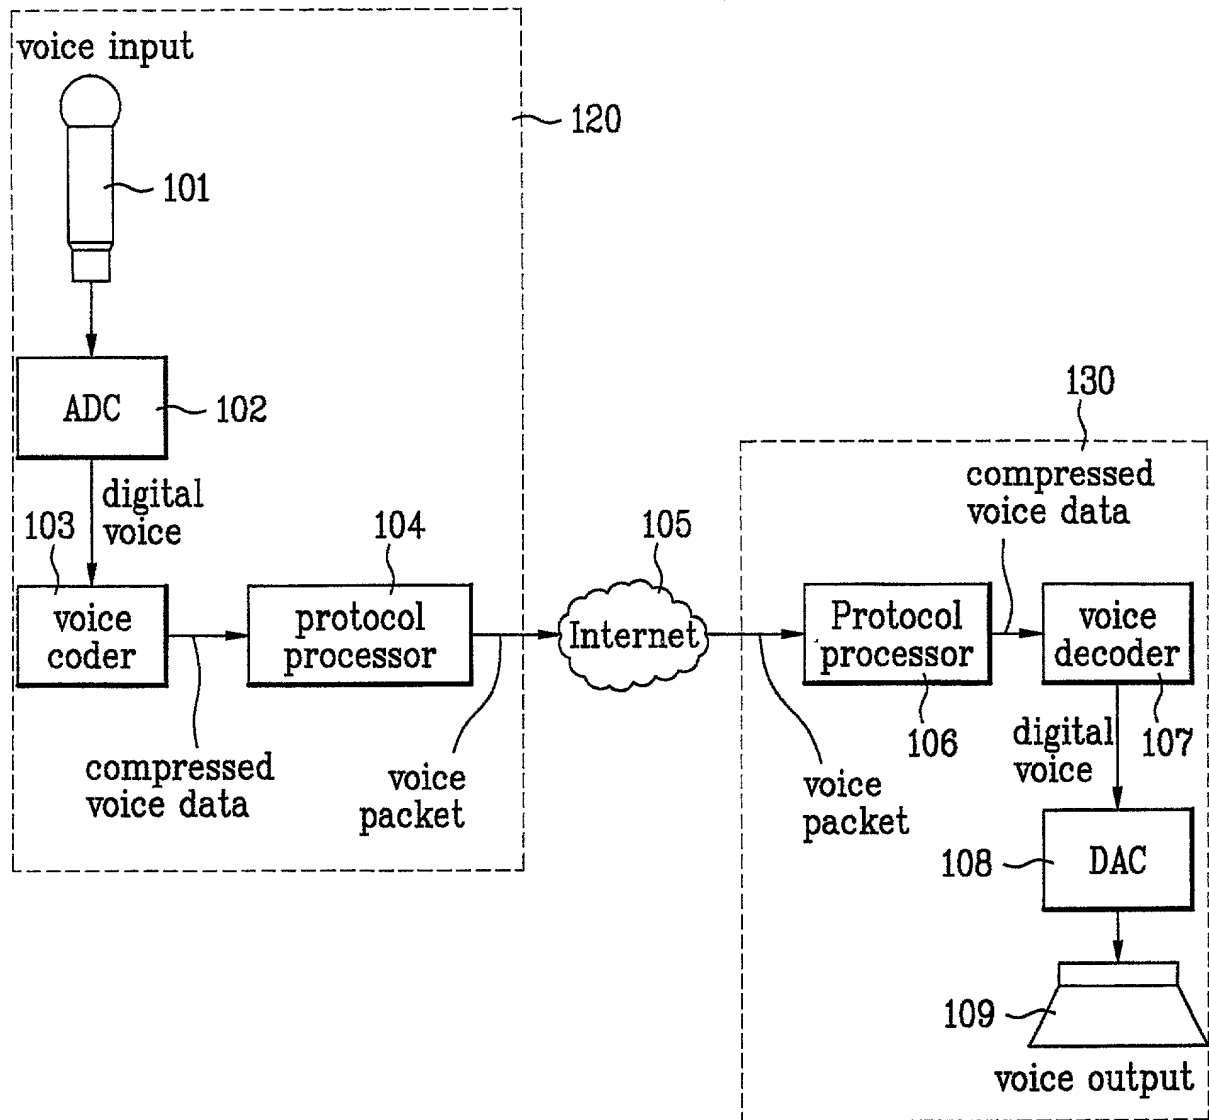 voice input
120
101
ADC
102
digital
voice
103
104
105
voice
coder
protocol
processor
Internet
compressed
voice data
voice
packet
130
compressed
voice data
Protocol
processor
voice
decoder
106
107
voice
packet
digital
voice
108
DAC
109
voice output